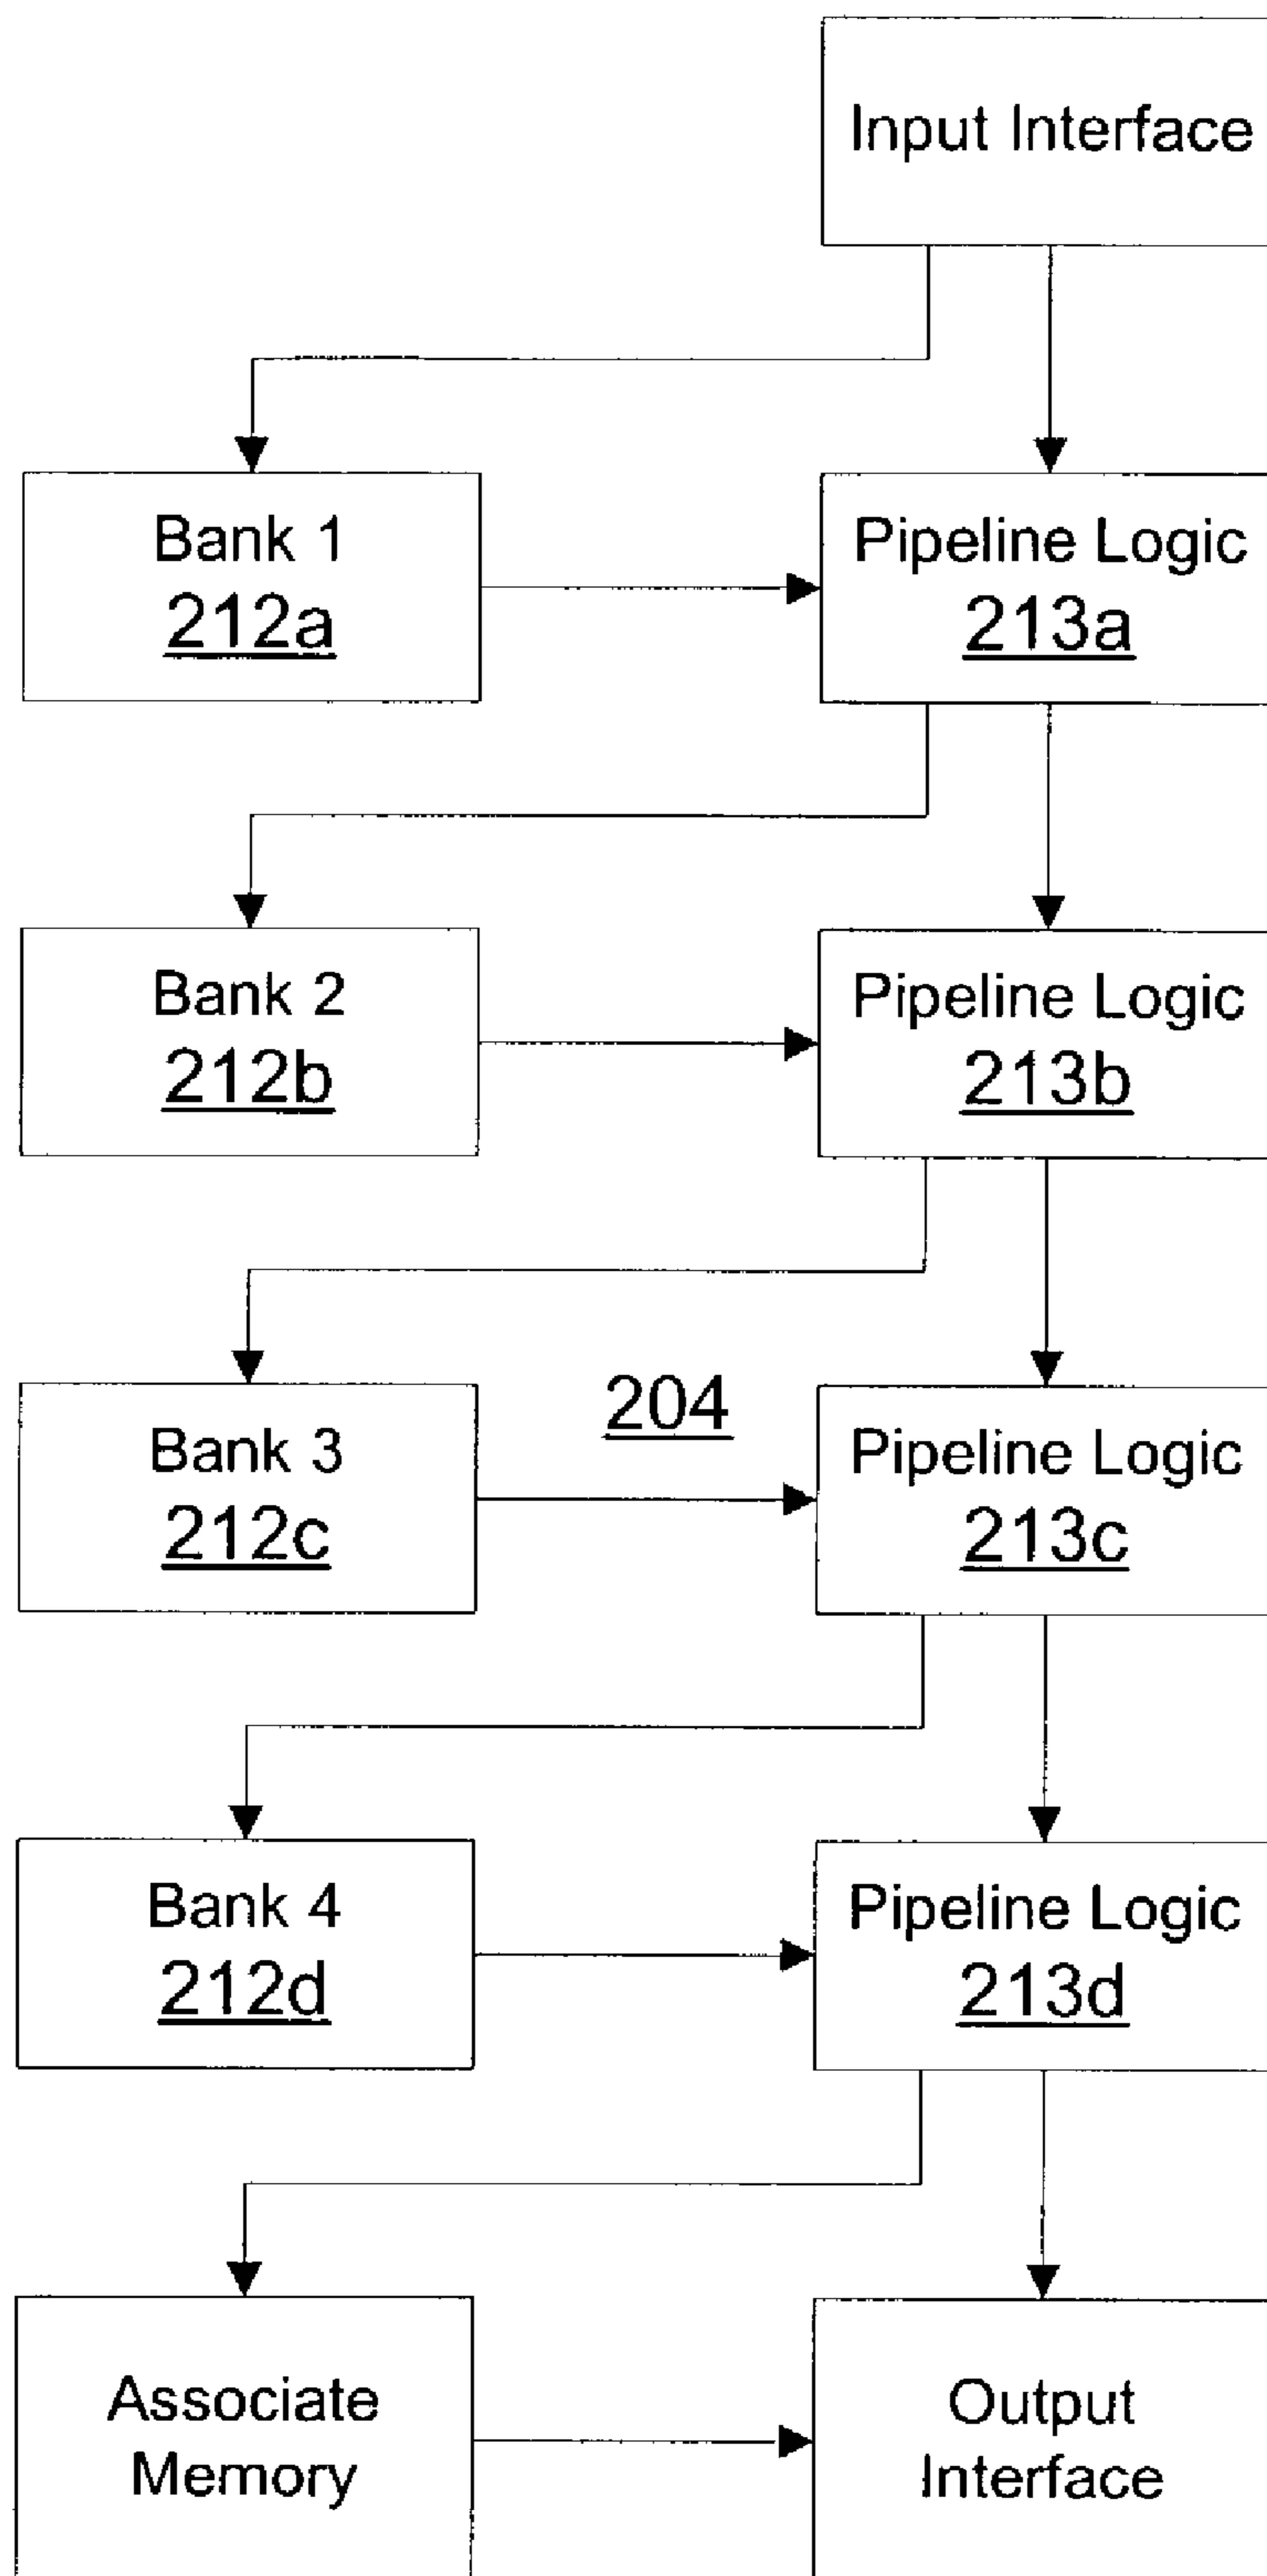 Input Interface
Bank 1
212a
Pipeline Logic
213a
Bank 2
212b
Pipeline Logic
213b
204
Bank 3
212c
Pipeline Logic
213c
Bank 4
212d
Pipeline Logic
213d
Associate
Memory
Output
Interface